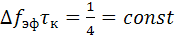 Δf_эф τ_к = 1/4 = const